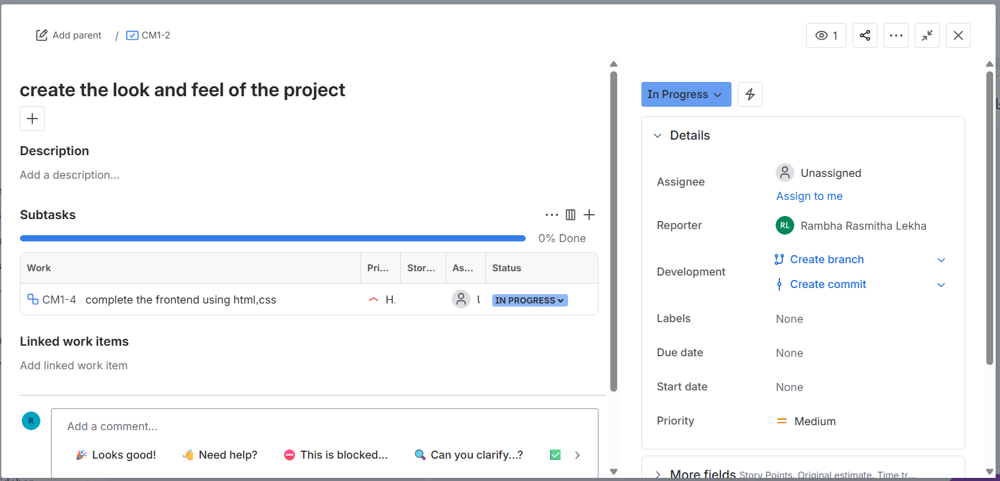 Add parent / CM1-2
1
create the look and feel of the project
Description
Add a description...
Subtasks
0% Done
Work Pri... Stor... As... Status
CM1-4 complete the frontend using html,css H. IN PROGRESS
Linked work items
Add linked work item
R
Add a comment...
Looks good! Need help? This is blocked... Can you clarify...?
In Progress
Details
Assignee
Unassigned
Assign to me
Reporter
RL Rambha Rasmitha Lekha
Development
Create branch
Create commit
Labels None
Due date None
Start date None
Priority Medium
More fields Story Points, Original estimate, Time tr...